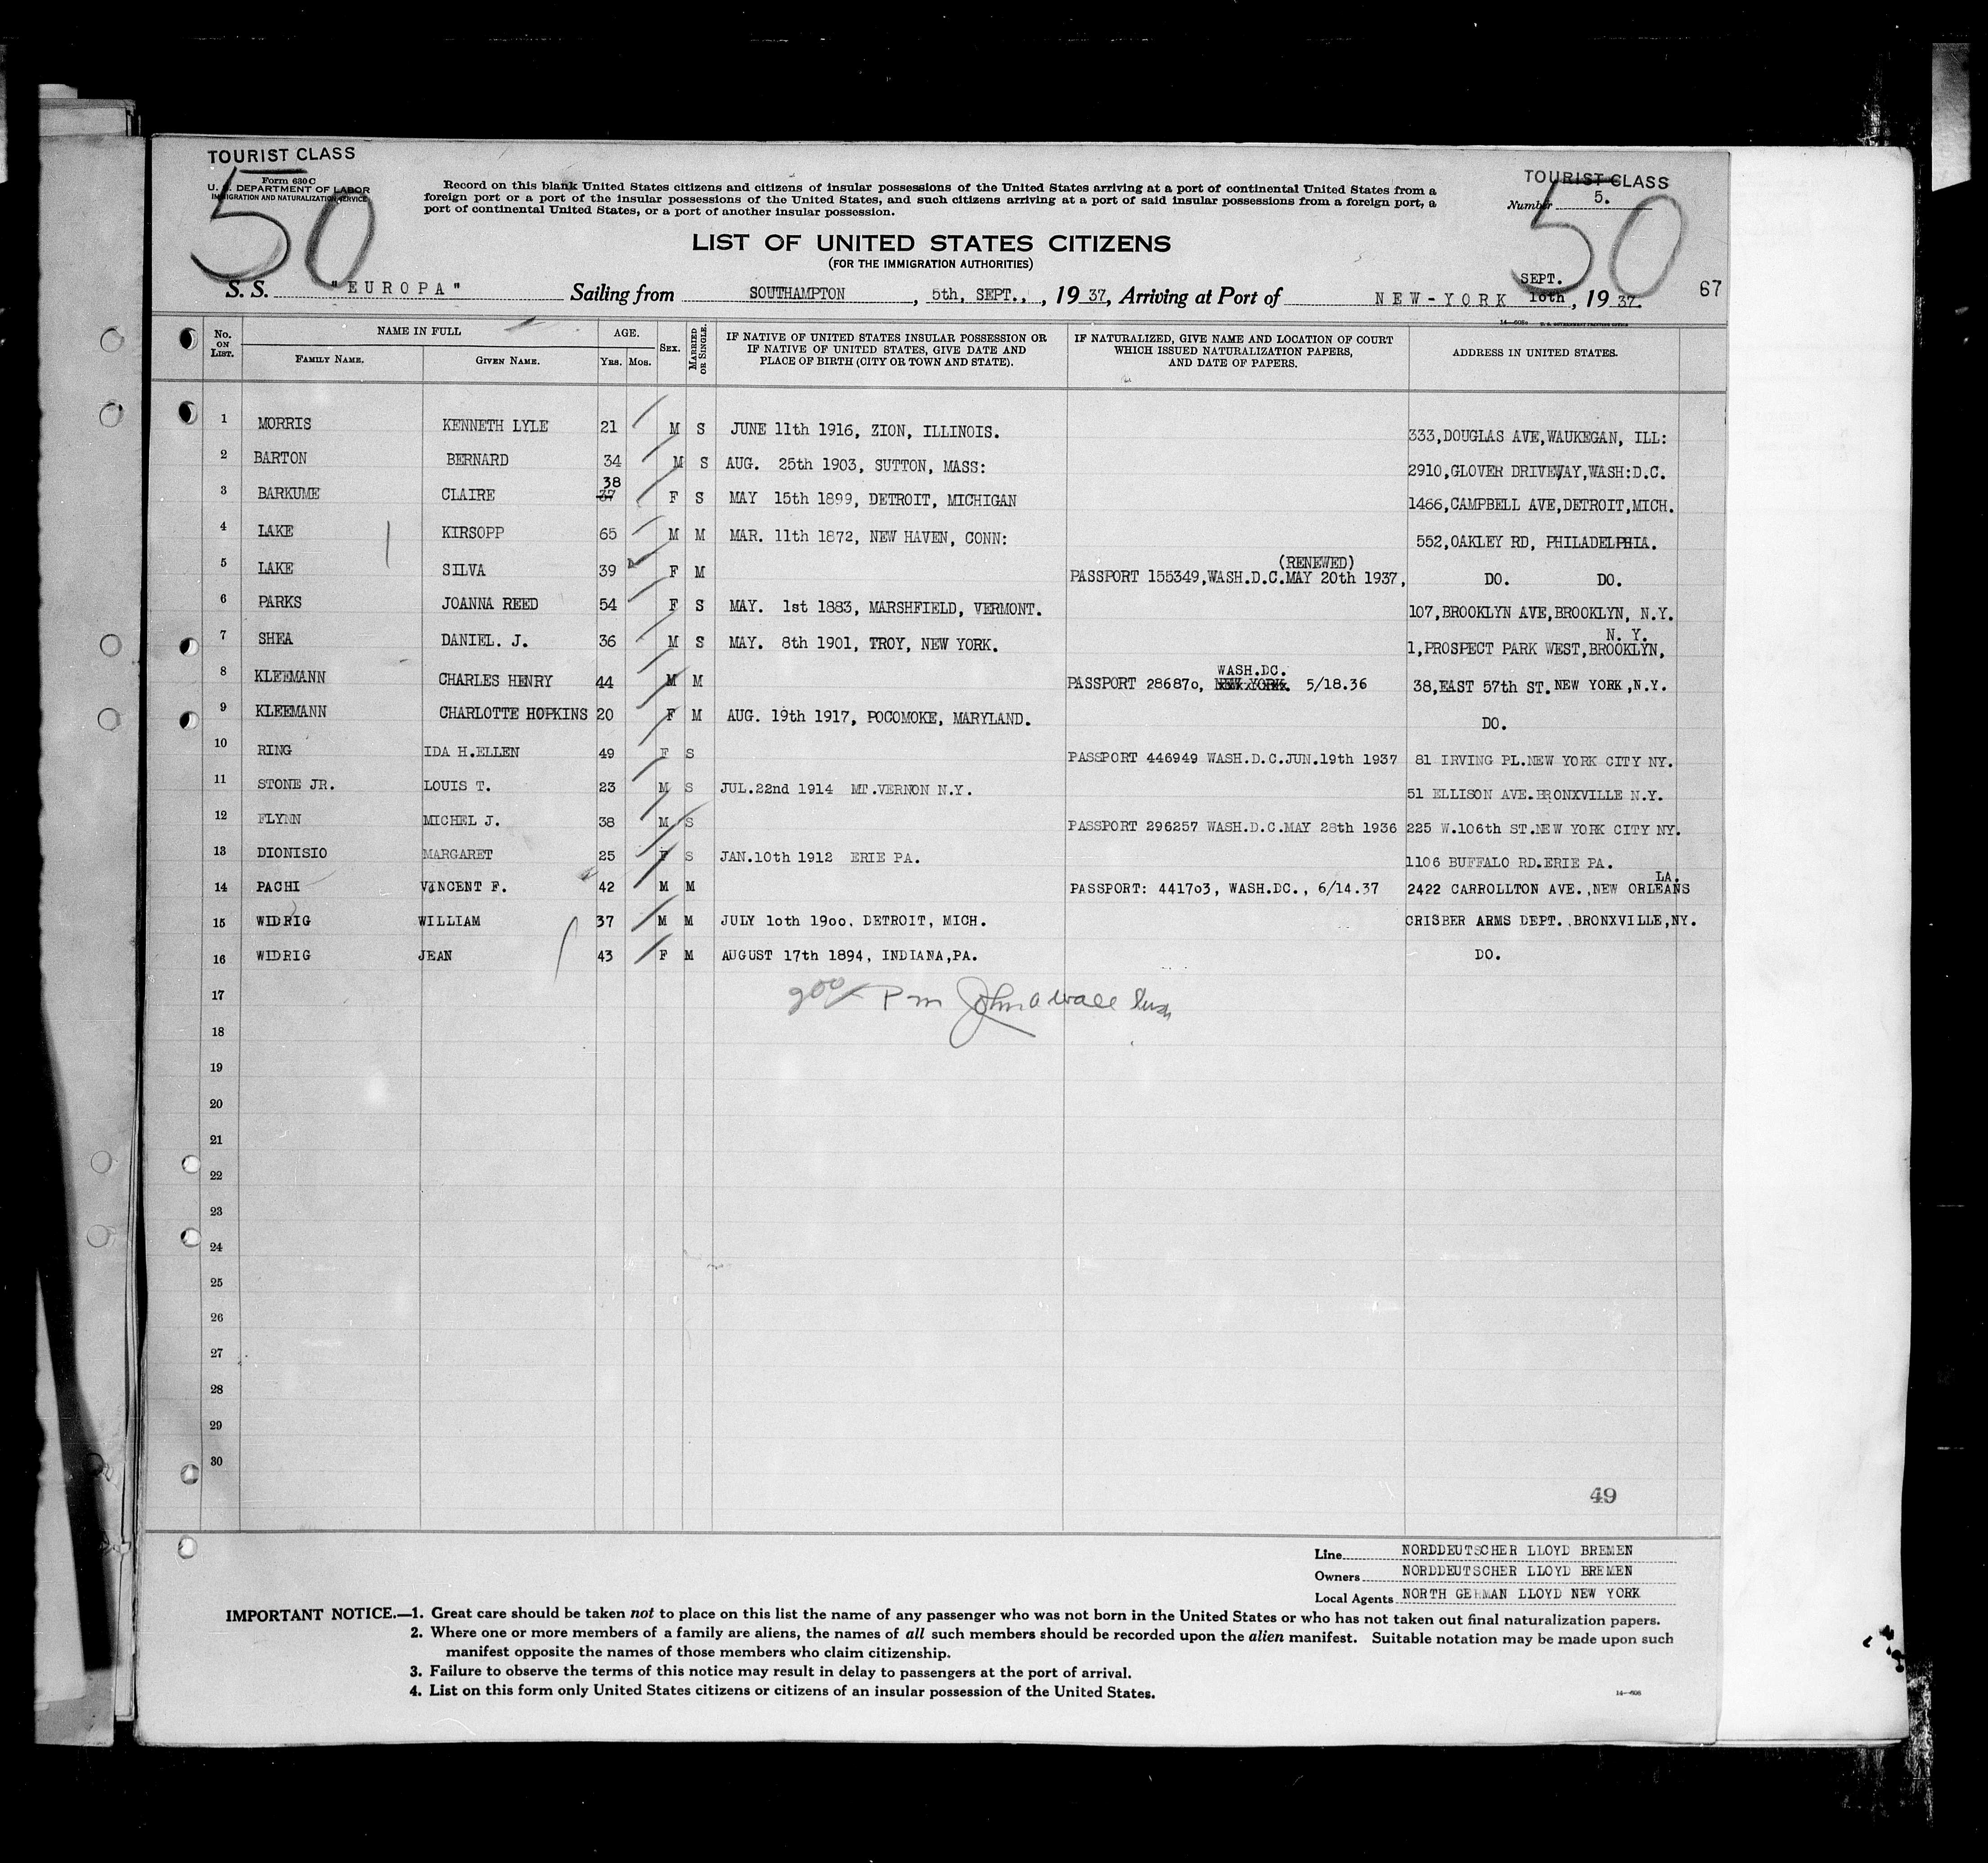 TOURIST CLASS
Form 630 C
U. S. DEPARTMENT OF LABOR
IMMIGRATION AND NATURALIZATION SERVICE
50
Record on this blank United States citizens and citizens of insular possessions of the United States arriving at a port of continental United States from a
foreign port or a port of the insular possessions of the United States, and such citizens arriving at a port of said insular possessions from a foreign port, a
port of continental United States, or a port of another insular possession.
TOURIST CLASS
Number 5.
50
LIST OF UNITED STATES CITIZENS
(FOR THE IMMIGRATION AUTHORITIES)
S. S. "EUROPA" Sailing from SOUTHAMPTON, 5th, SEPT., , 19 37, Arriving at Port of NEW-YORK SEPT. 10th, 19 37.
67
No. ON LIST. NAME IN FULL FAMILY NAME. GIVEN NAME. AGE. YRS. MOS. SEX. MARRIED OR SINGLE. IF NATIVE OF UNITED STATES INSULAR POSSESSION OR IF NATIVE OF UNITED STATES, GIVE DATE AND PLACE OF BIRTH (CITY OR TOWN AND STATE). IF NATURALIZED, GIVE NAME AND LOCATION OF COURT WHICH ISSUED NATURALIZATION PAPERS, AND DATE OF PAPERS. ADDRESS IN UNITED STATES.
1 MORRIS KENNETH LYLE 21 M S JUNE 11th 1916, ZION, ILLINOIS. 333,DOUGLAS AVE,WAUKEGAN, ILL:
2 BARTON BERNARD 34 M S AUG. 25th 1903, SUTTON, MASS: 2910,GLOVER DRIVEWAY,WASH:D.C.
3 BARKUME CLAIRE 38 37 F S MAY 15th 1899, DETROIT, MICHIGAN 1466,CAMPBELL AVE,DETROIT,MICH.
4 LAKE KIRSOPP 65 M M MAR. 11th 1872, NEW HAVEN, CONN: 552,OAKLEY RD, PHILADELPHIA.
5 LAKE SILVA 39 F M PASSPORT 155349,WASH.D.C.MAY 20th 1937, (RENEWED) DO. DO.
6 PARKS JOANNA REED 54 F S MAY. 1st 1883, MARSHFIELD, VERMONT. 107,BROOKLYN AVE,BROOKLYN, N.Y.
7 SHEA DANIEL. J. 36 M S MAY. 8th 1901, TROY, NEW YORK. 1,PROSPECT PARK WEST,BROOKLYN, N. Y.
8 KLEEMANN CHARLES HENRY 44 M M PASSPORT 28687o, NEW YORK. WASH.DC. 5/18.36 38,EAST 57th ST. NEW YORK,N.Y.
9 KLEEMANN CHARLOTTE HOPKINS 20 F M AUG. 19th 1917, POCOMOKE, MARYLAND. DO.
10 RING IDA H.ELLEN 49 F S PASSPORT 446949 WASH.D.C.JUN.19th 1937 81 IRVING PL.NEW YORK CITY NY.
11 STONE JR. LOUIS T. 23 M S JUL.22nd 1914 MT.VERNON N.Y. 51 ELLISON AVE.BRONXVILLE N.Y.
12 FLYNN MICHEL J. 38 M S PASSPORT 296257 WASH.D.C.MAY 28th 1936 225 W.106th ST.NEW YORK CITY NY.
13 DIONISIO MARGARET 25 F S JAN.10th 1912 ERIE PA. 1106 BUFFALO RD.ERIE PA.
14 PACHI VINCENT F. 42 M M PASSPORT: 4417o3, WASH.DC., 6/14.37 2422 CARROLLTON AVE.,NEW ORLEANS LA.
15 WIDRIG WILLIAM 37 M M JULY 1oth 19oo, DETROIT, MICH. CRISBER ARMS DEPT.,BRONXVILLE,NY.
16 WIDRIG JEAN 43 F M AUGUST 17th 1894, INDIANA,PA. DO.
17
18
19
20
21
22
23
24
25
26
27
28
29
30
49
Line NORDDEUTSCHER LLOYD BREMEN
Owners NORDDEUTSCHER LLOYD BREMEN
Local Agents NORTH GERMAN LLOYD NEW YORK
IMPORTANT NOTICE.—1. Great care should be taken not to place on this list the name of any passenger who was not born in the United States or who has not taken out final naturalization papers.
2. Where one or more members of a family are aliens, the names of all such members should be recorded upon the alien manifest. Suitable notation may be made upon such
manifest opposite the names of those members who claim citizenship.
3. Failure to observe the terms of this notice may result in delay to passengers at the port of arrival.
4. List on this form only United States citizens or citizens of an insular possession of the United States.
14—608